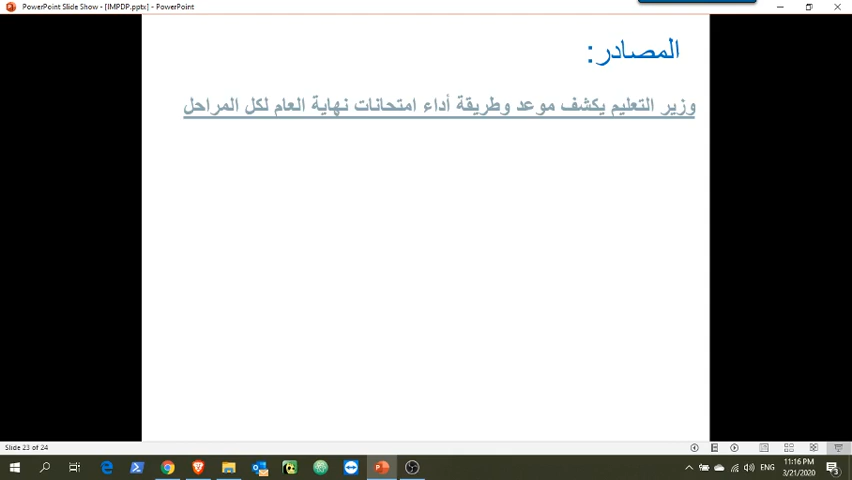 PowerPoint Slide Show - [IMPDP.pptx] - PowerPoint
المصادر:
وزير التعليم يكشف موعد وطريقة أداء امتحانات نهاية العام لكل المراحل
Slide 23 of 24
ENG
11:16 PM
3/21/2020